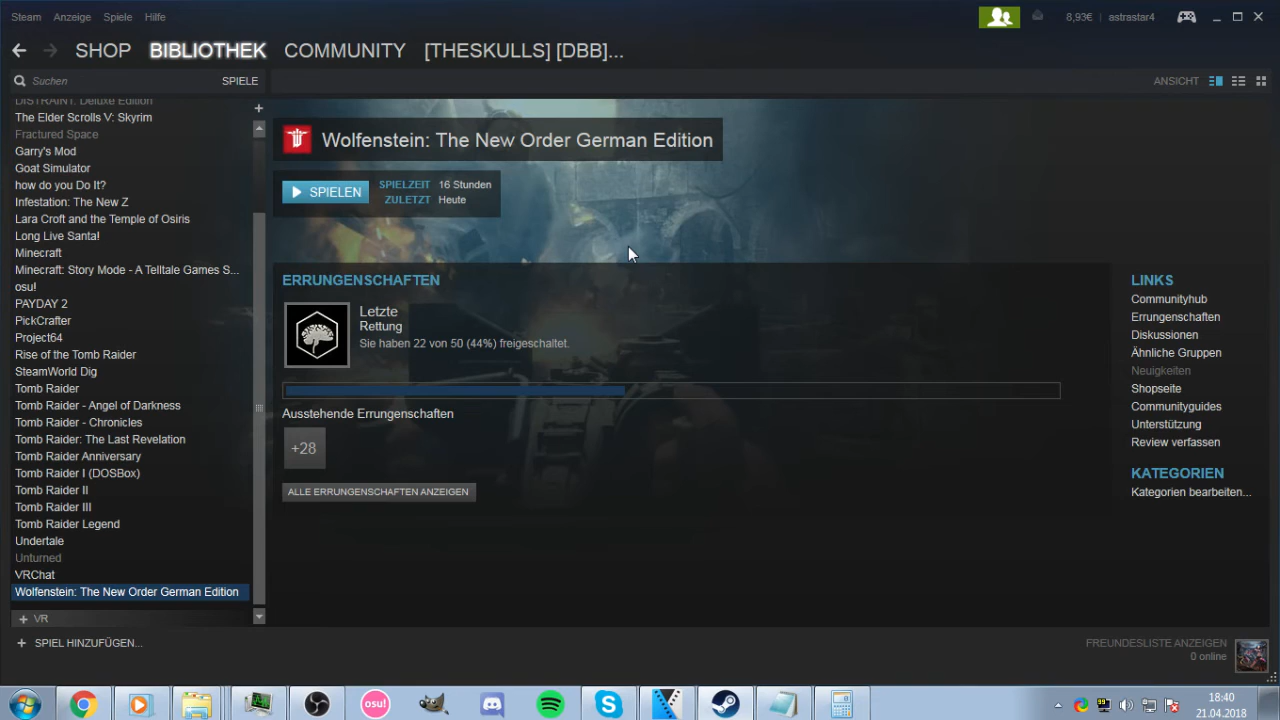 Steam Anzeige Spiele Hilfe
8,93€ astrastar4
SHOP BIBLIOTHEK COMMUNITY [THESKULLS] [DBB]...
Suchen SPIELE
ANSICHT
DISTRAINT: Deluxe Edition
The Elder Scrolls V: Skyrim
Fractured Space
Garry's Mod
Goat Simulator
how do you Do It?
Infestation: The New Z
Lara Croft and the Temple of Osiris
Long Live Santa!
Minecraft
Minecraft: Story Mode - A Telltale Games S...
osu!
PAYDAY 2
PickCrafter
Project64
Rise of the Tomb Raider
SteamWorld Dig
Tomb Raider
Tomb Raider - Angel of Darkness
Tomb Raider - Chronicles
Tomb Raider: The Last Revelation
Tomb Raider Anniversary
Tomb Raider I (DOSBox)
Tomb Raider II
Tomb Raider III
Tomb Raider Legend
Undertale
Unturned
VRChat
Wolfenstein: The New Order German Edition
+ VR
+ SPIEL HINZUFÜGEN...
Wolfenstein: The New Order German Edition
SPIELEN
SPIELZEIT 16 Stunden
ZULETZT Heute
ERRUNGENSCHAFTEN
Letzte
Rettung
Sie haben 22 von 50 (44%) freigeschaltet.
Ausstehende Errungenschaften
+28
ALLE ERRUNGENSCHAFTEN ANZEIGEN
LINKS
Communityhub
Errungenschaften
Diskussionen
Ähnliche Gruppen
Neuigkeiten
Shopseite
Communityguides
Unterstützung
Review verfassen
KATEGORIEN
Kategorien bearbeiten...
FREUNDESLISTE ANZEIGEN
0 online
osu!
18:40
21.04.2018